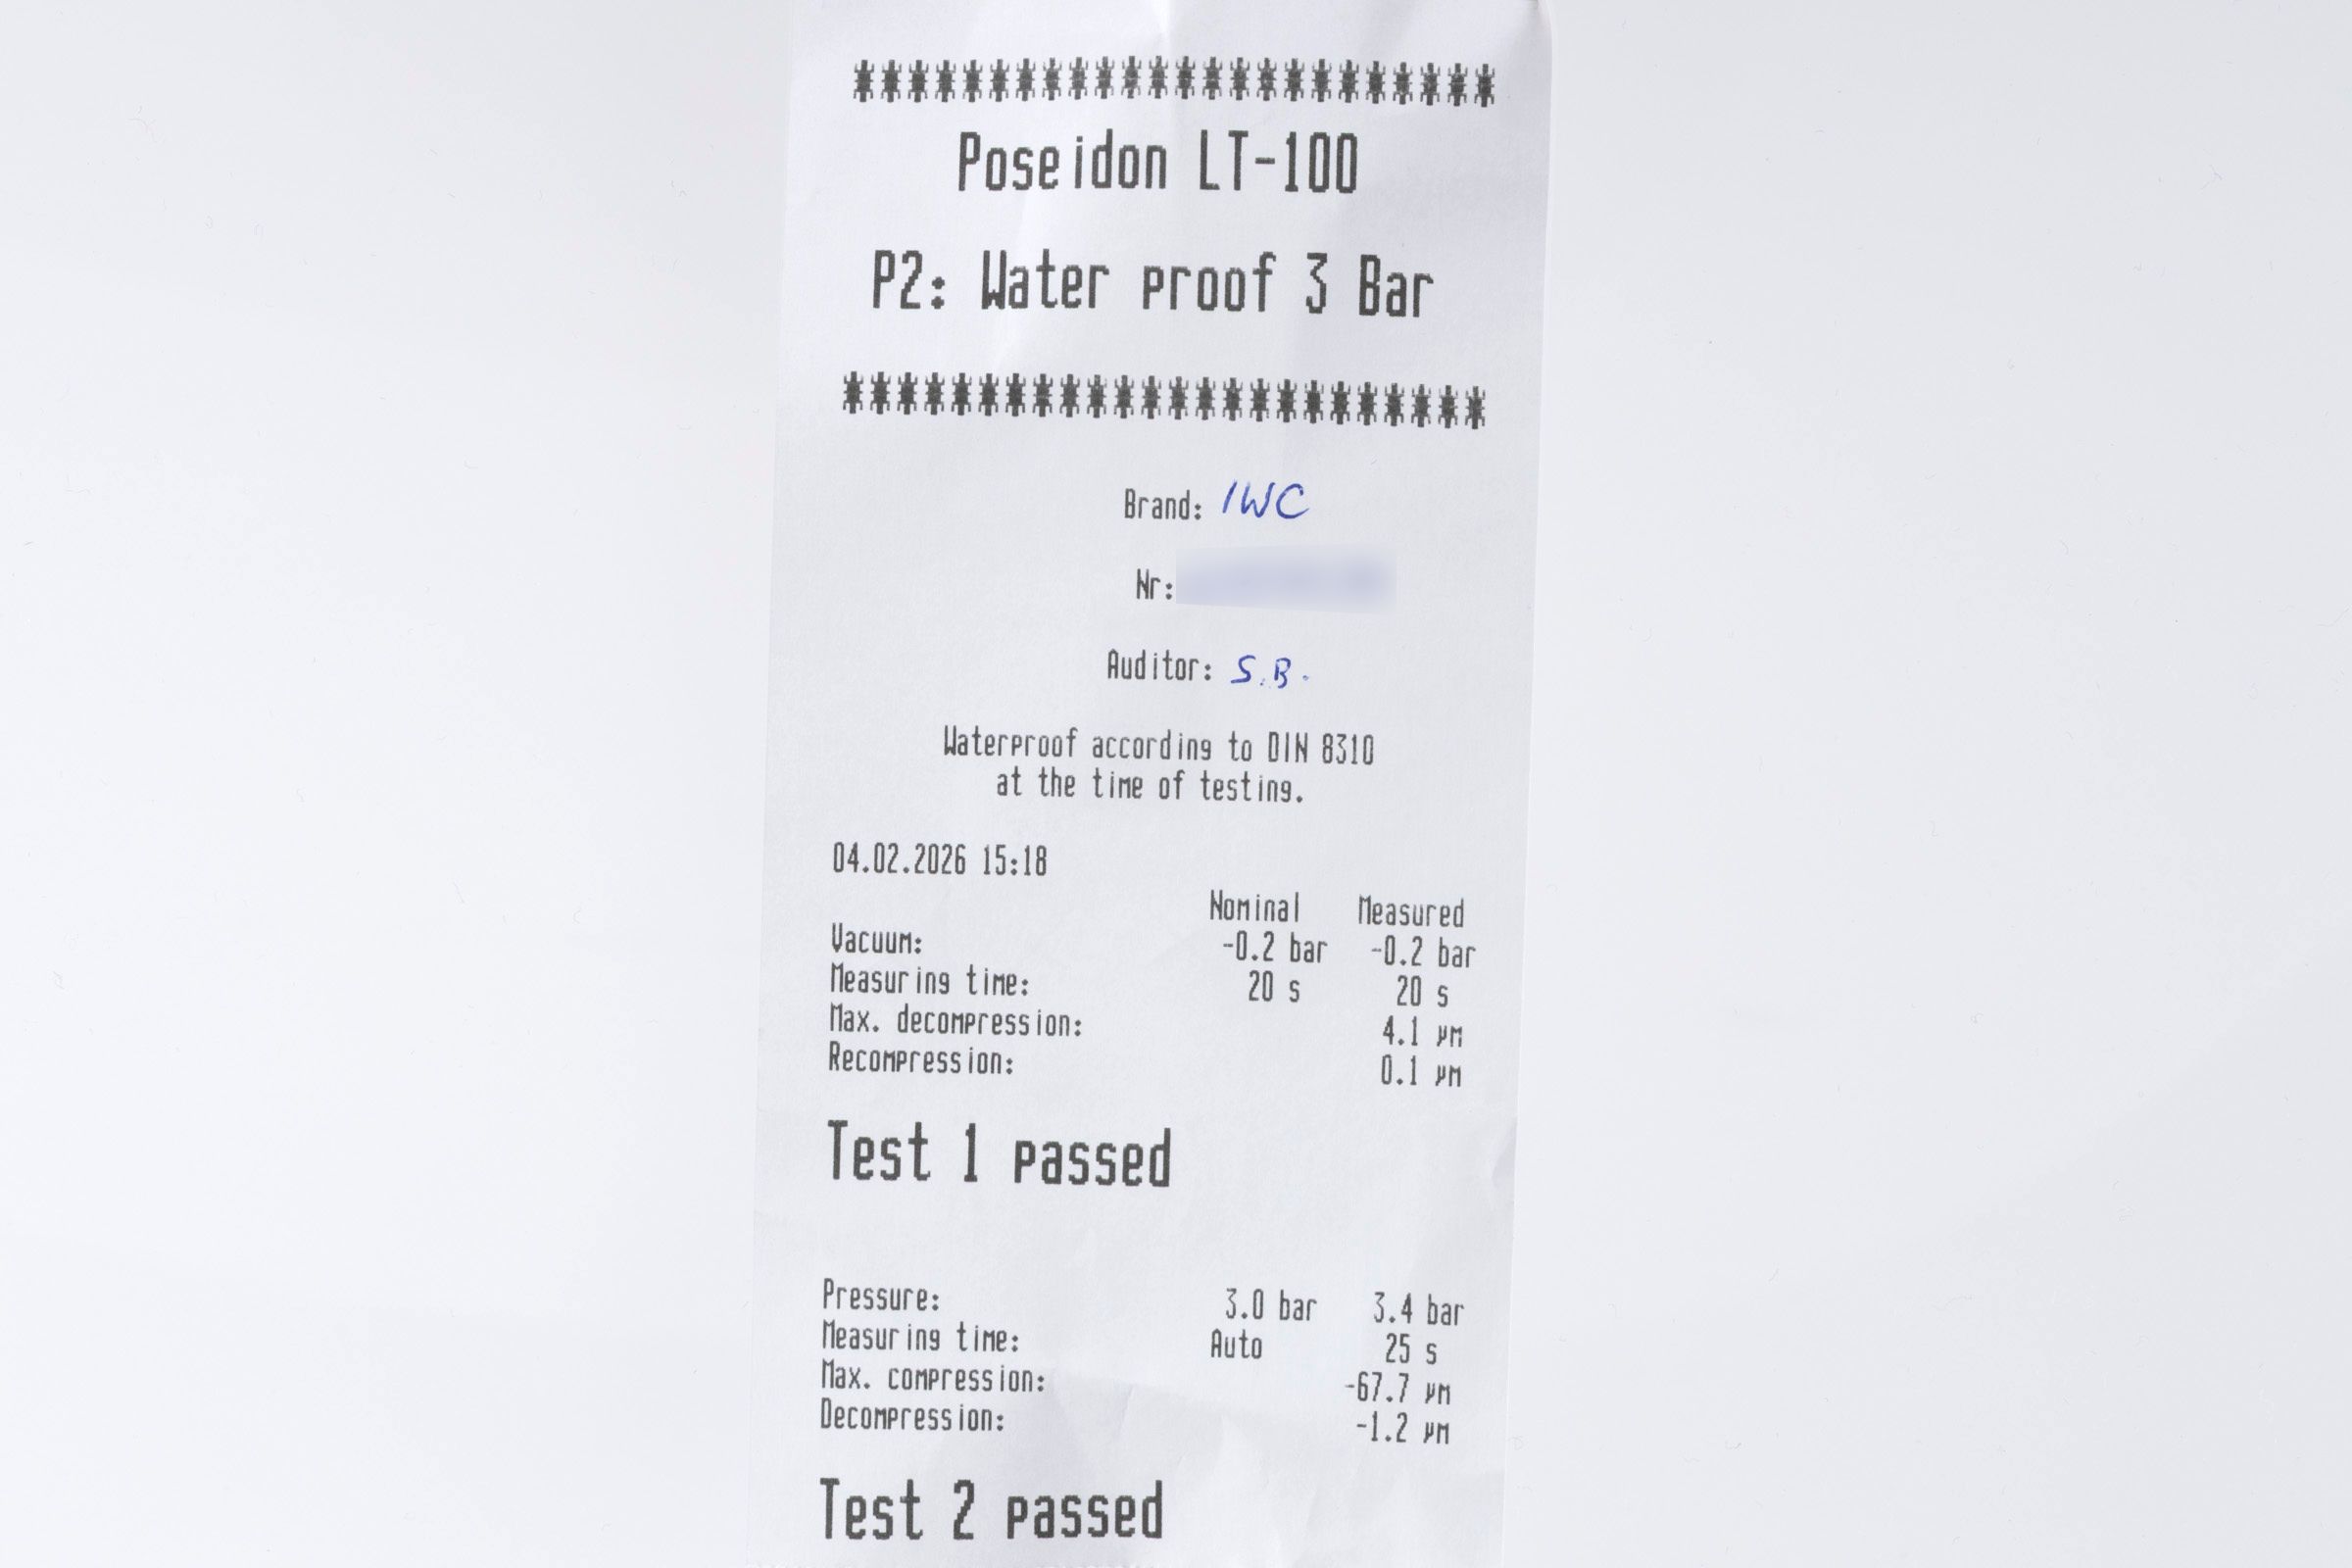 ************************
Poseidon LT-100
P2: Water proof 3 Bar
************************
Brand: IWC
Nr:
Auditor: S.B.
Waterproof according to DIN 8310
at the time of testing.
04.02.2026 15:18
Nominal Measured
Vacuum: -0.2 bar -0.2 bar
Measuring time: 20 s 20 s
Max. decompression: 4.1 µm
Recompression: 0.1 µm
Test 1 passed
Pressure: 3.0 bar 3.4 bar
Measuring time: Auto 25 s
Max. compression: -67.7 µm
Decompression: -1.2 µm
Test 2 passed